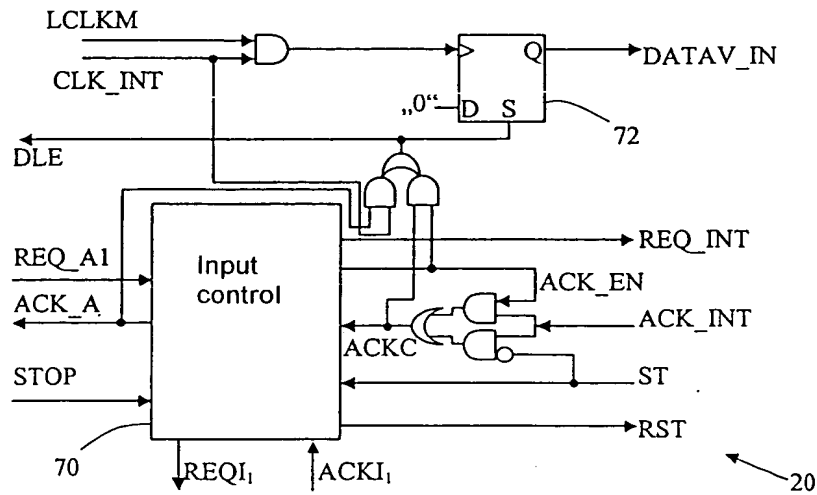 LCLKM
CLK_INT
Q
DATAV_IN
„0“
D
S
72
DLE
REQ_A1
Input
control
REQ_INT
ACK_EN
ACK_A
ACK_INT
ACKC
STOP
ST
RST
70
REQI₁
ACKI₁
20